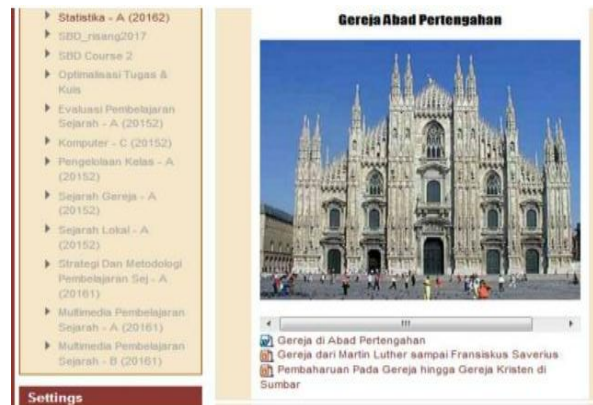 Statistika - A (20162)
SBD_risang2017
SBD Course 2
Optimalisasi Tugas &
Kuis
Evaluasi Pembelajaran
Sejarah - A (20152)
Komputer - C (20152)
Pengelolaan Kelas - A
(20152)
Sejarah Gereja - A
(20152)
Sejarah Lokal - A
(20152)
Strategi Dan Metodologi
Pembelajaran Sej - A
(20161)
Multimedia Pembelajaran
Sejarah - A (20161)
Multimedia Pembelajaran
Sejarah - B (20161)
Settings
Gereja Abad Pertengahan
Gereja di Abad Pertengahan
Gereja dari Martin Luther sampai Fransiskus Saverius
Pembaharuan Pada Gereja hingga Gereja Kristen di
Sumbar